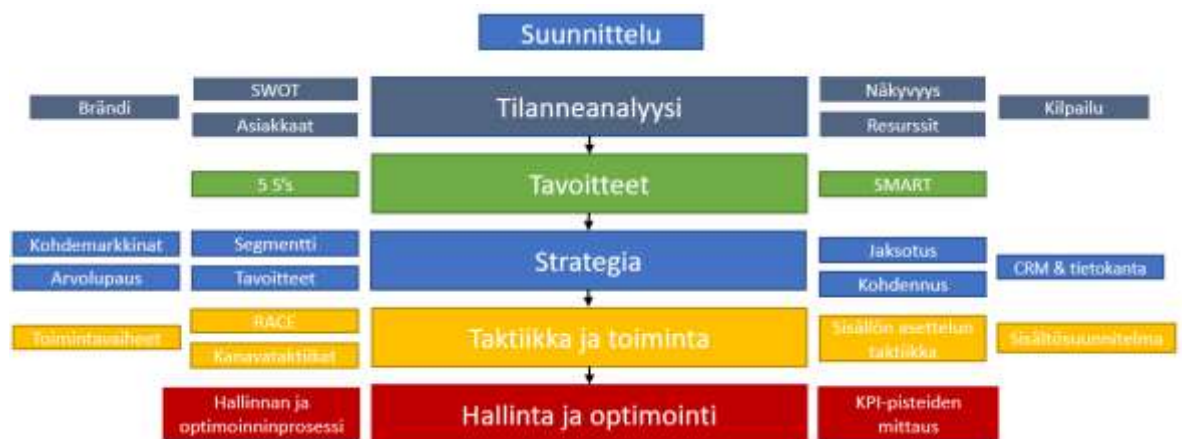 Suunnittelu
Brändi
SWOT
Asiakkaat
Tilanneanalyysi
Näkyvyys
Resurssit
Kilpailu
5 S's
Tavoitteet
SMART
Kohdemarkkinat
Arvolupaus
Segmentti
Tavoitteet
Strategia
Jaksotus
Kohdennus
CRM & tietokanta
Toimintavaiheet
RACE
Kanavataktiikat
Taktiikka ja toiminta
Sisällön asettelun
taktiikka
Sisältösuunnitelma
Hallinnan ja
optimoinninprosessi
Hallinta ja optimointi
KPI-pisteiden
mittaus